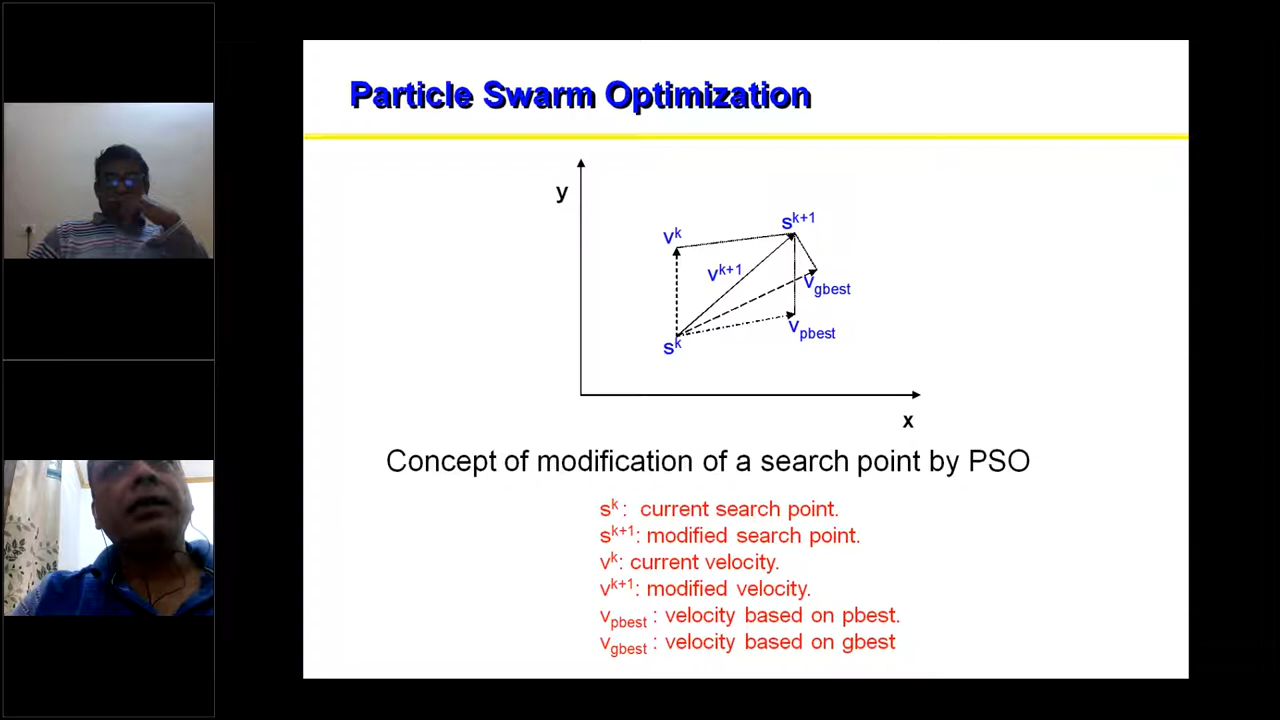 Particle Swarm Optimization
y
s^k+1
v^k
v^k+1
v_gbest
v_pbest
s^k
x
Concept of modification of a search point by PSO
s^k : current search point.
s^k+1: modified search point.
v^k: current velocity.
v^k+1: modified velocity.
v_pbest : velocity based on pbest.
v_gbest : velocity based on gbest